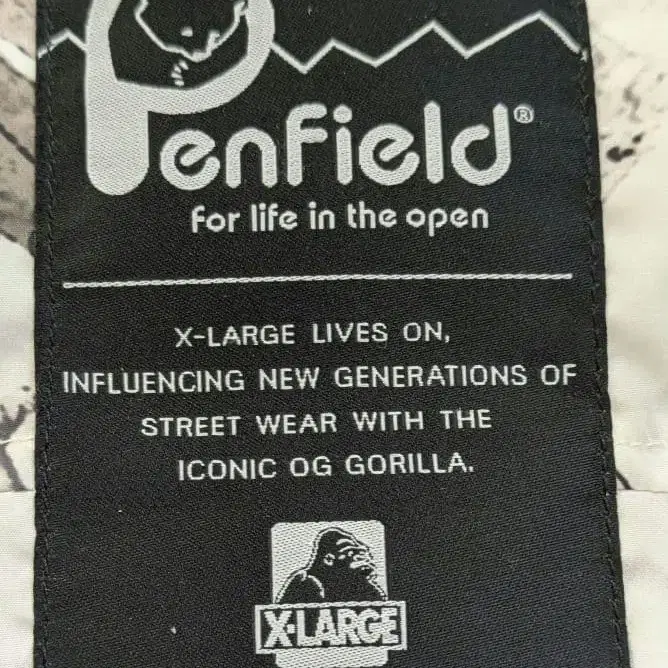 Penfield®
for life in the open
X-LARGE LIVES ON,
INFLUENCING NEW GENERATIONS OF
STREET WEAR WITH THE
ICONIC OG GORILLA.
X-LARGE